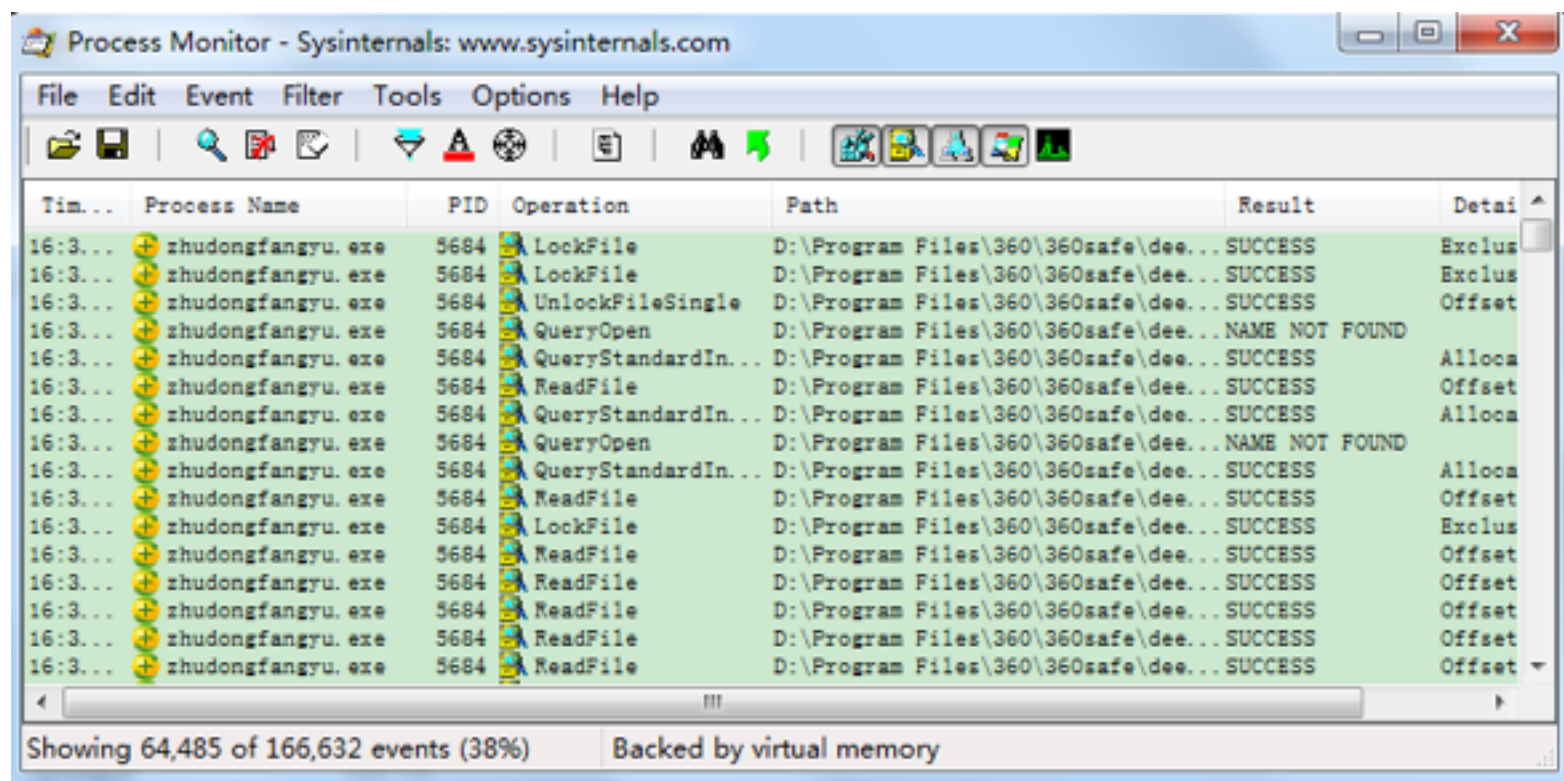 Process Monitor - Sysinternals: www.sysinternals.com
File Edit Event Filter Tools Options Help
Tim... Process Name PID Operation Path Result Detai
16:3... zhudongfangyu.exe 5684 LockFile D:\Program Files\360\360safe\dee... SUCCESS Exclus
16:3... zhudongfangyu.exe 5684 LockFile D:\Program Files\360\360safe\dee... SUCCESS Exclus
16:3... zhudongfangyu.exe 5684 UnlockFileSingle D:\Program Files\360\360safe\dee... SUCCESS Offset
16:3... zhudongfangyu.exe 5684 QueryOpen D:\Program Files\360\360safe\dee... NAME NOT FOUND
16:3... zhudongfangyu.exe 5684 QueryStandardIn... D:\Program Files\360\360safe\dee... SUCCESS Alloca
16:3... zhudongfangyu.exe 5684 ReadFile D:\Program Files\360\360safe\dee... SUCCESS Offset
16:3... zhudongfangyu.exe 5684 QueryStandardIn... D:\Program Files\360\360safe\dee... SUCCESS Alloca
16:3... zhudongfangyu.exe 5684 QueryOpen D:\Program Files\360\360safe\dee... NAME NOT FOUND
16:3... zhudongfangyu.exe 5684 QueryStandardIn... D:\Program Files\360\360safe\dee... SUCCESS Alloca
16:3... zhudongfangyu.exe 5684 ReadFile D:\Program Files\360\360safe\dee... SUCCESS Offset
16:3... zhudongfangyu.exe 5684 LockFile D:\Program Files\360\360safe\dee... SUCCESS Exclus
16:3... zhudongfangyu.exe 5684 ReadFile D:\Program Files\360\360safe\dee... SUCCESS Offset
16:3... zhudongfangyu.exe 5684 ReadFile D:\Program Files\360\360safe\dee... SUCCESS Offset
16:3... zhudongfangyu.exe 5684 ReadFile D:\Program Files\360\360safe\dee... SUCCESS Offset
16:3... zhudongfangyu.exe 5684 ReadFile D:\Program Files\360\360safe\dee... SUCCESS Offset
16:3... zhudongfangyu.exe 5684 ReadFile D:\Program Files\360\360safe\dee... SUCCESS Offset
Showing 64,485 of 166,632 events (38%) Backed by virtual memory